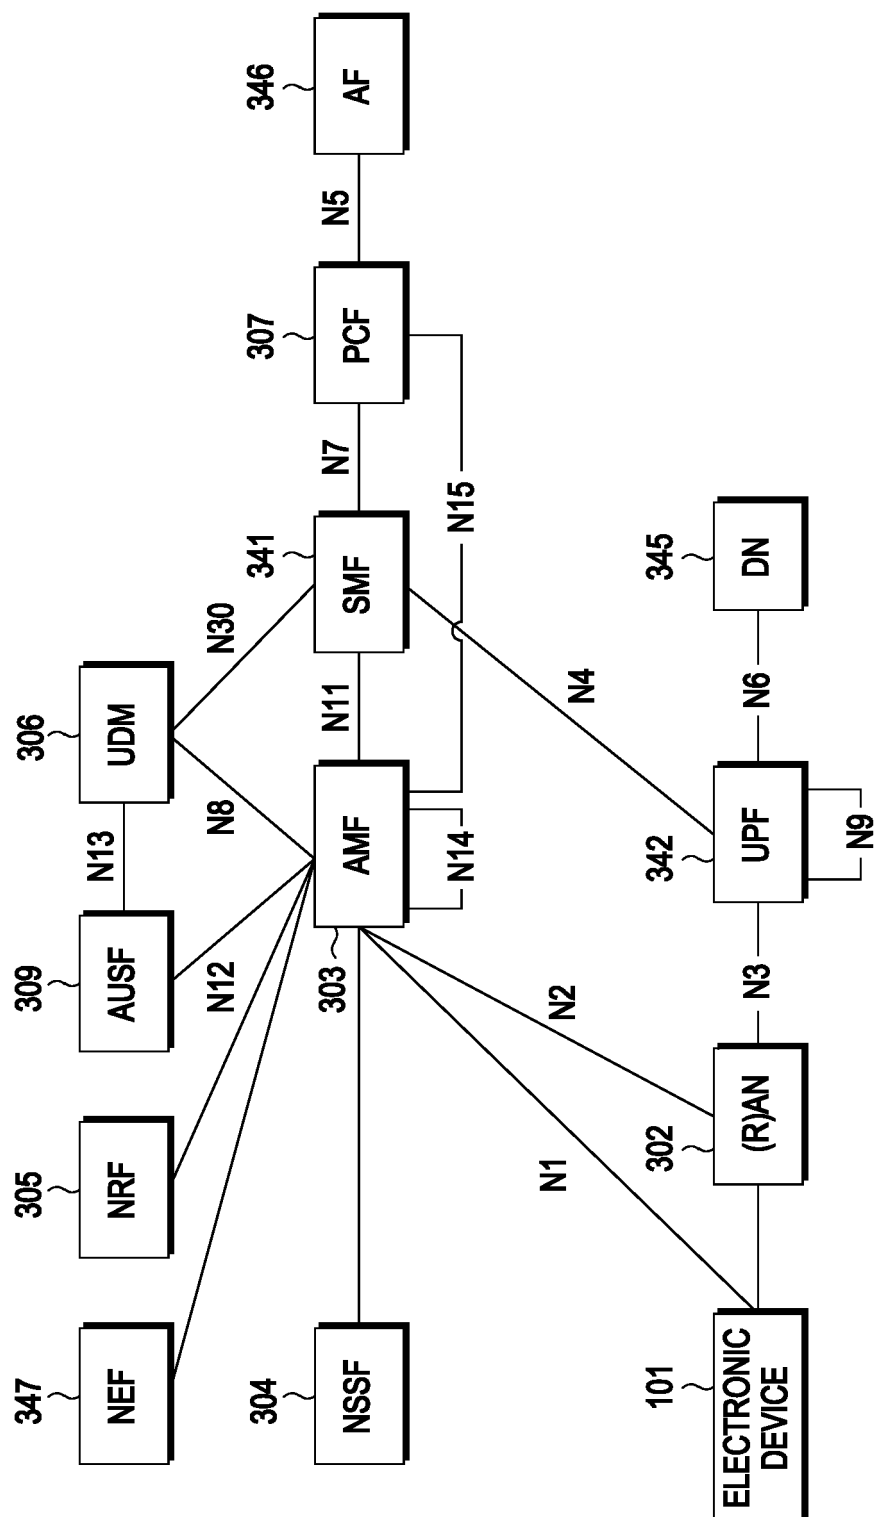 347
NEF
305
NRF
309
AUSF
N13
306
UDM
N12
N8
N30
304
NSSF
303
AMF
N11
341
SMF
N7
307
PCF
N5
346
AF
N14
N15
N1
N2
N4
101
ELECTRONIC
DEVICE
302
(R)AN
N3
342
UPF
N6
345
DN
N9